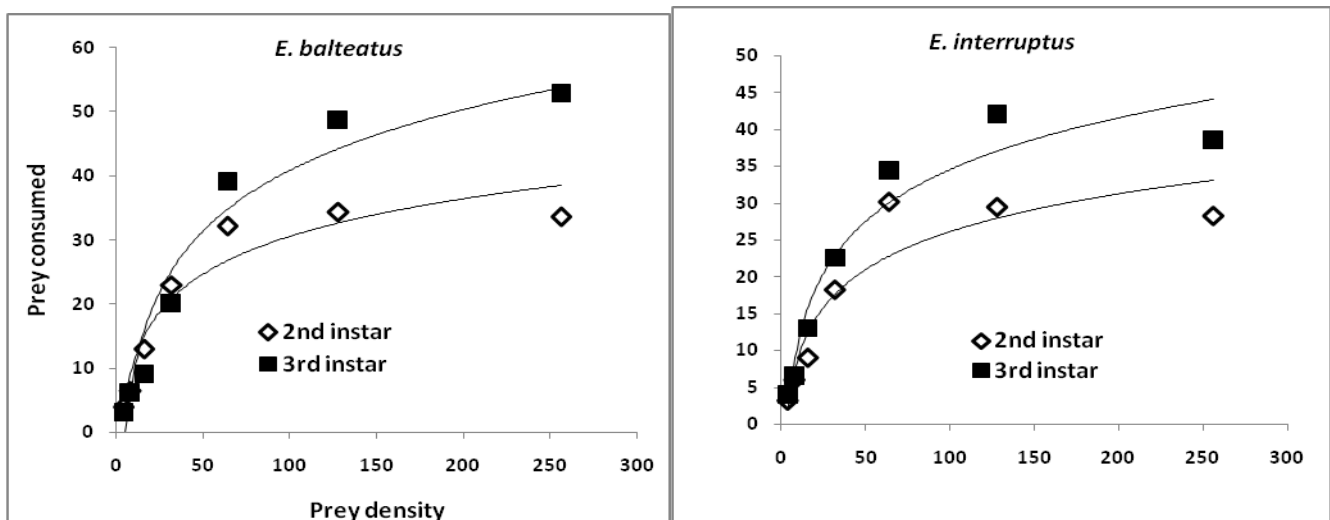 E. balteatus
60
50
40
30
20
10
0
Prey consumed
2nd instar
3rd instar
0 50 100 150 200 250 300
Prey density
E. interruptus
50
45
40
35
30
25
20
15
10
5
0
2nd instar
3rd instar
0 50 100 150 200 250 300